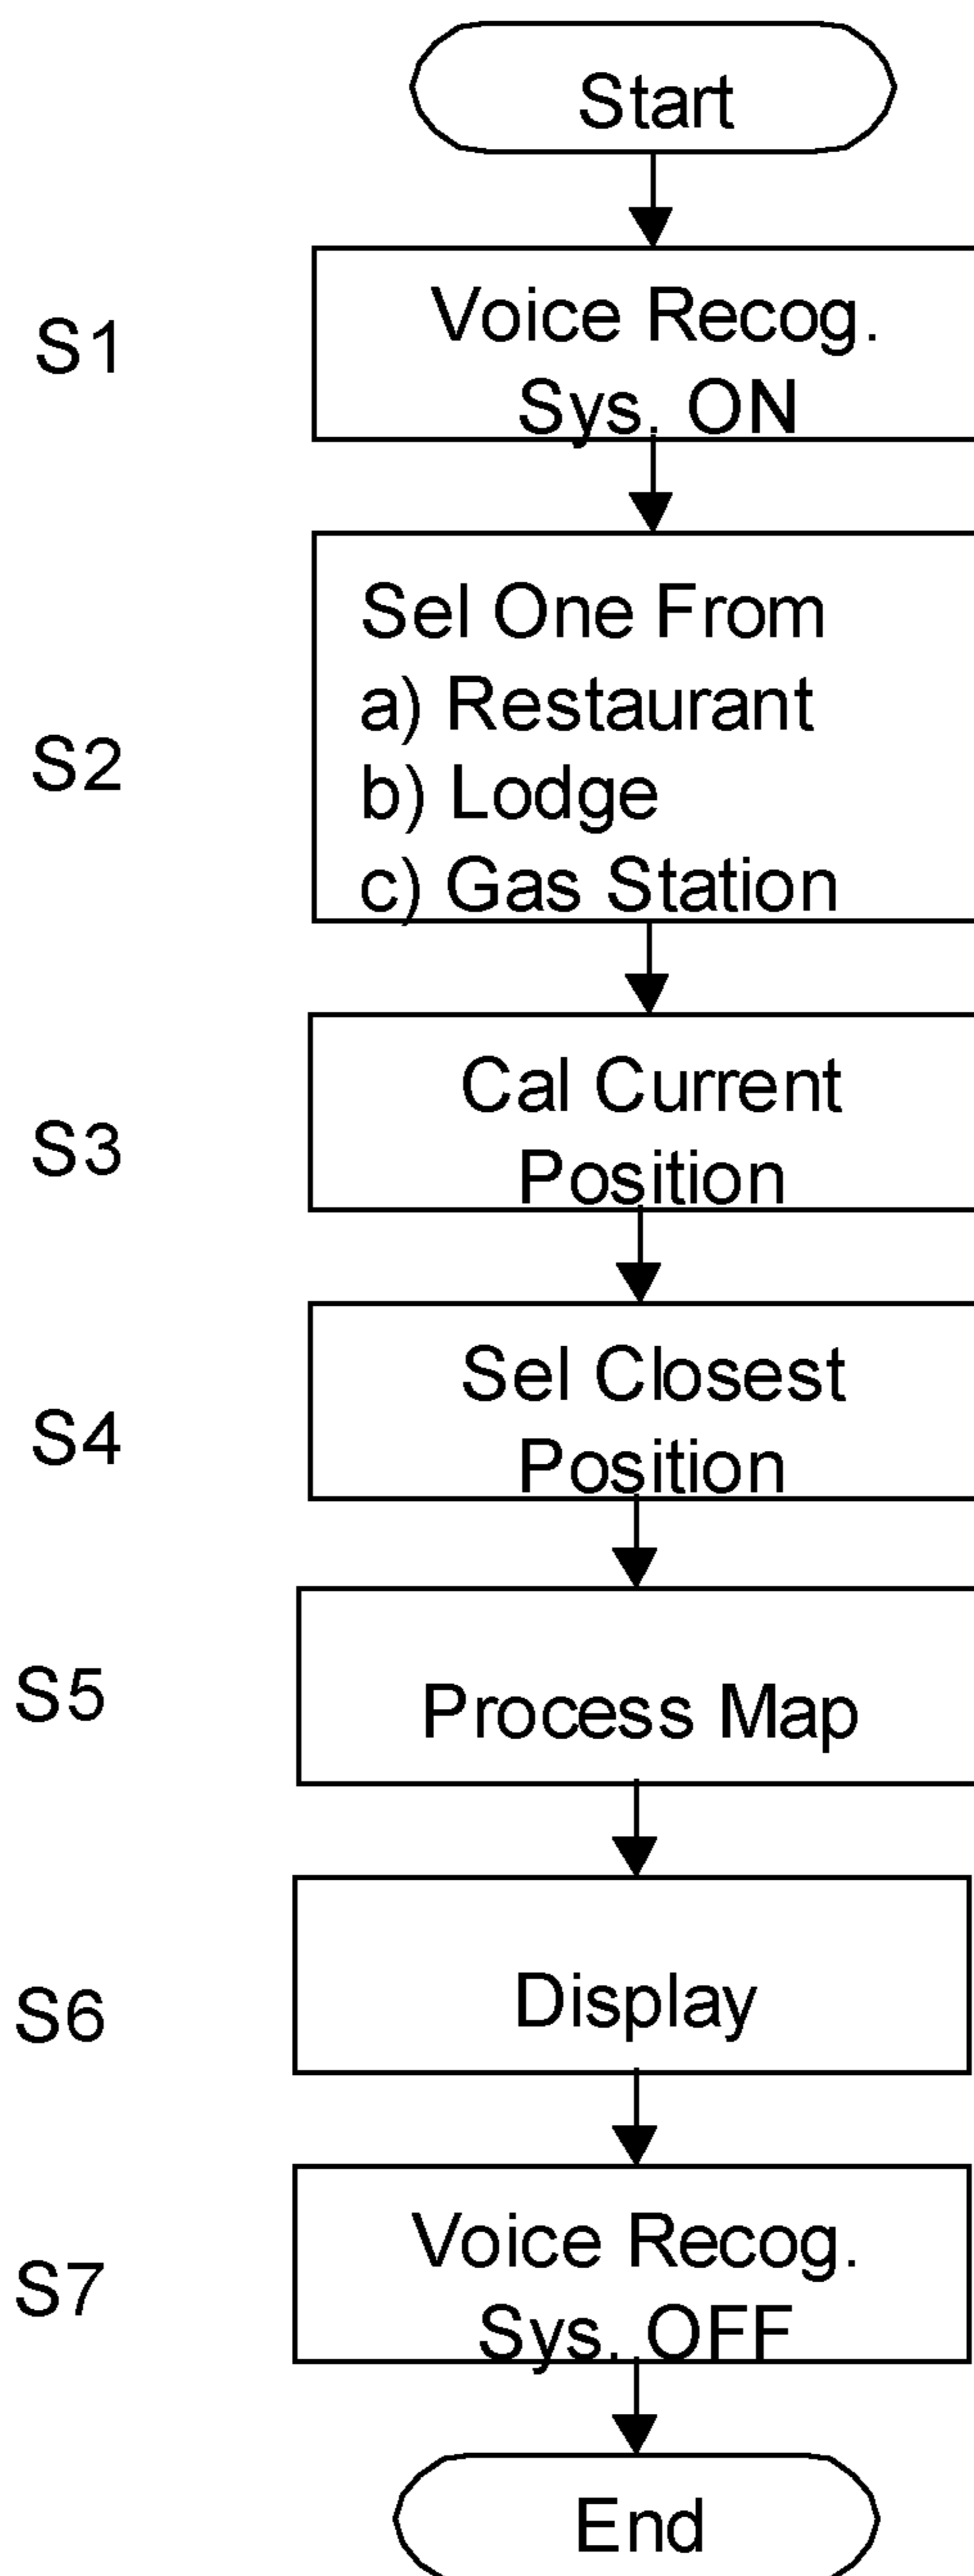 Start
S1
Voice Recog.
Sys. ON
S2
Sel One From
a) Restaurant
b) Lodge
c) Gas Station
S3
Cal Current
Position
S4
Sel Closest
Position
S5
Process Map
S6
Display
S7
Voice Recog.
Sys. OFF
End